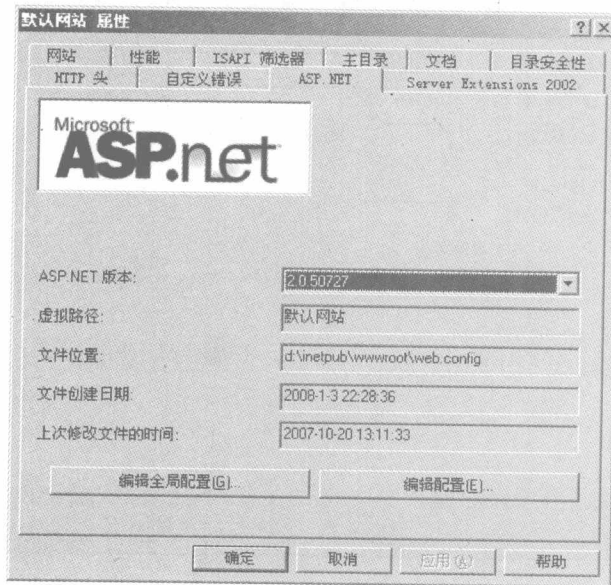 默认网站 属性
网站 性能 ISAPI 筛选器 主目录 文档 目录安全性
HTTP 头 自定义错误 ASP.NET Server Extensions 2002
Microsoft
ASP.net
ASP.NET 版本: 2.0.50727
虚拟路径: 默认网站
文件位置: d:\inetpub\wwwroot\web.config
文件创建日期: 2008-1-3 22:28:36
上次修改文件的时间: 2007-10-20 13:11:33
编辑全局配置(G)... 编辑配置(E)...
确定 取消 应用(A) 帮助